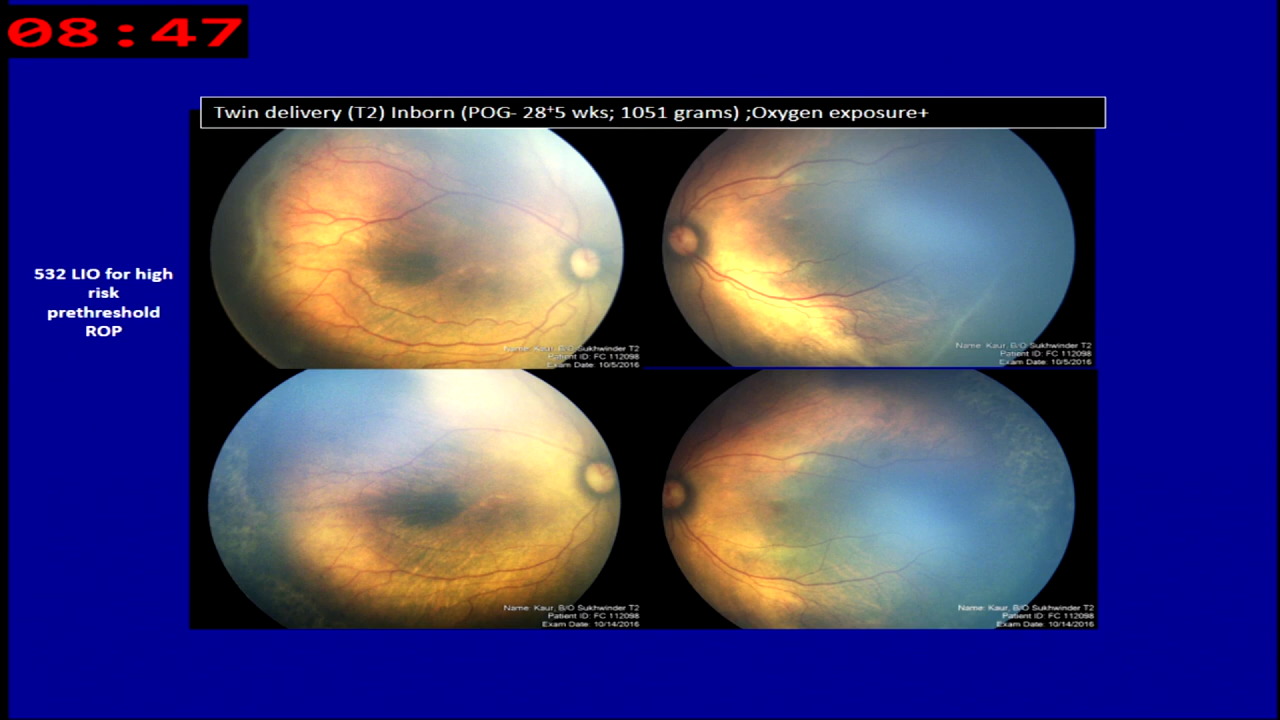 08:47
Twin delivery (T2) Inborn (POG- 28⁺5 wks; 1051 grams) ;Oxygen exposure+
532 LIO for high
risk
prethreshold
ROP
Name: Kaur, B/O Sukhwinder T2
Patient ID: FC 112098
Exam Date: 10/5/2016
Name: Kaur, B/O Sukhwinder T2
Patient ID: FC 112098
Exam Date: 10/5/2016
Name: Kaur, B/O Sukhwinder T2
Patient ID: FC 112098
Exam Date: 10/14/2016
Name: Kaur, B/O Sukhwinder T2
Patient ID: FC 112098
Exam Date: 10/14/2016